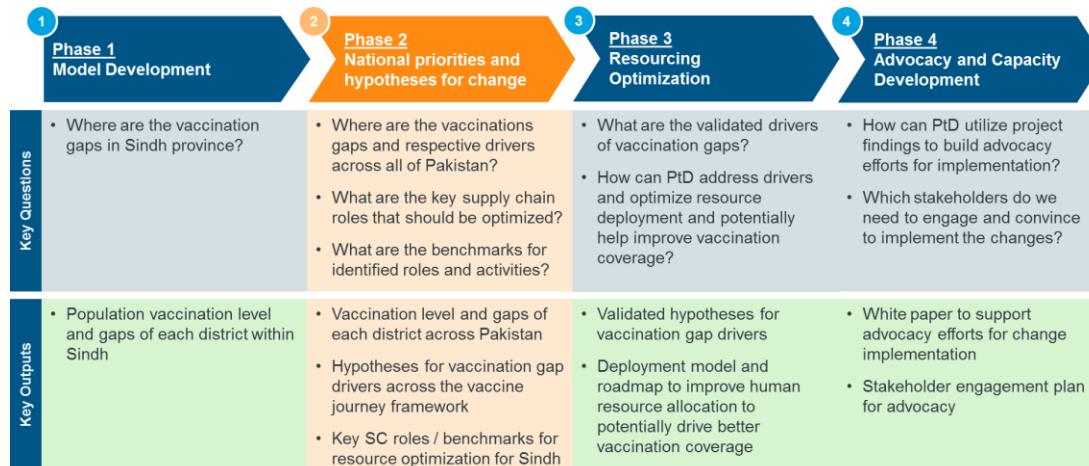 1
Phase 1
Model Development
2
Phase 2
National priorities and
hypotheses for change
3
Phase 3
Resourcing
Optimization
4
Phase 4
Advocacy and Capacity
Development
Key Questions
• Where are the vaccination
gaps in Sindh province?
• Where are the vaccinations
gaps and respective drivers
across all of Pakistan?
• What are the key supply chain
roles that should be optimized?
• What are the benchmarks for
identified roles and activities?
• What are the validated drivers
of vaccination gaps?
• How can PtD address drivers
and optimize resource
deployment and potentially
help improve vaccination
coverage?
• How can PtD utilize project
findings to build advocacy
efforts for implementation?
• Which stakeholders do we
need to engage and convince
to implement the changes?
Key Outputs
• Population vaccination level
and gaps of each district within
Sindh
• Vaccination level and gaps of
each district across Pakistan
• Hypotheses for vaccination gap
drivers across the vaccine
journey framework
• Key SC roles / benchmarks for
resource optimization for Sindh
• Validated hypotheses for
vaccination gap drivers
• Deployment model and
roadmap to improve human
resource allocation to
potentially drive better
vaccination coverage
• White paper to support
advocacy efforts for change
implementation
• Stakeholder engagement plan
for advocacy